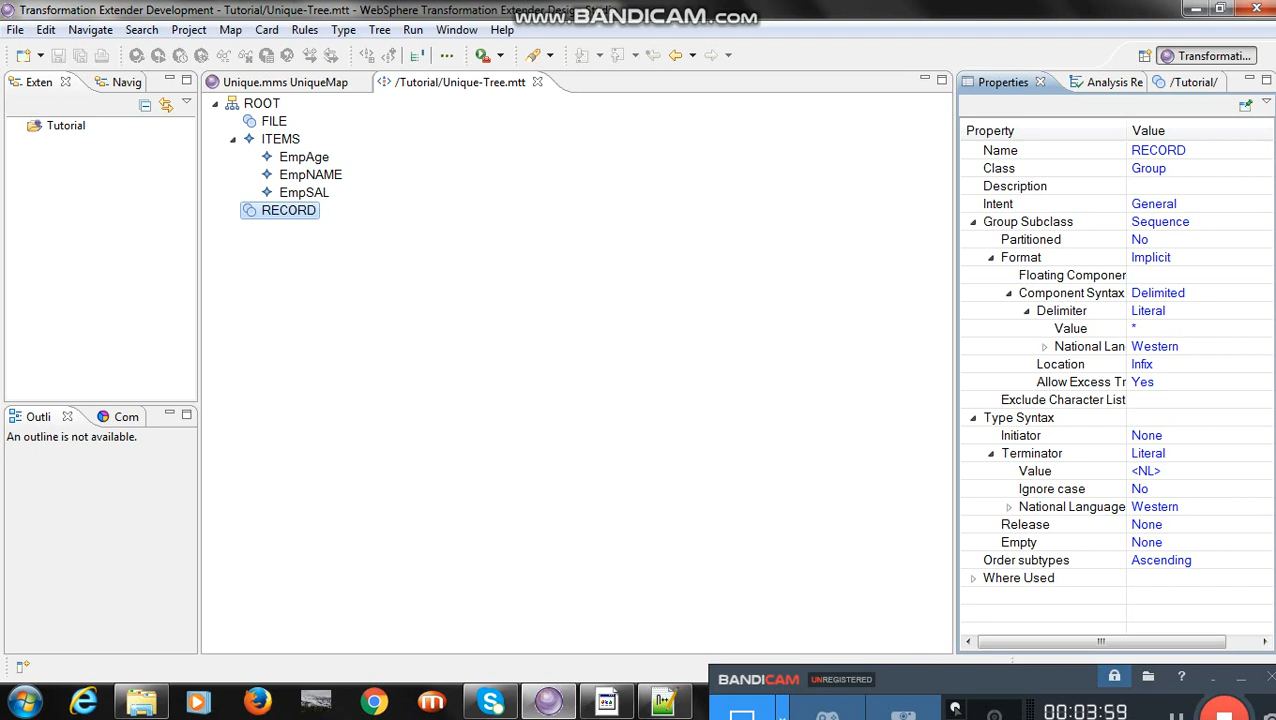 Transformation Extender Development - Tutorial/Unique-Tree.mtt - WebSphere Transformation Extender Design Studio
www.BANDICAM.com
File Edit Navigate Search Project Map Card Rules Type Tree Run Window Help
Transformati...
Exten
Navig
Unique.mms UniqueMap
/Tutorial/Unique-Tree.mtt
Properties
Analysis Re
/Tutorial/
Tutorial
ROOT
FILE
ITEMS
EmpAge
EmpNAME
EmpSAL
RECORD
Outli
Com
An outline is not available.
Property Value
Name RECORD
Class Group
Description
Intent General
Group Subclass Sequence
Partitioned No
Format Implicit
Floating Componer
Component Syntax Delimited
Delimiter Literal
Value *
National Lan Western
Location Infix
Allow Excess Tr Yes
Exclude Character List
Type Syntax
Initiator None
Terminator Literal
Value <NL>
Ignore case No
National Language Western
Release None
Empty None
Order subtypes Ascending
Where Used
BANDICAM UNREGISTERED
00:03:59